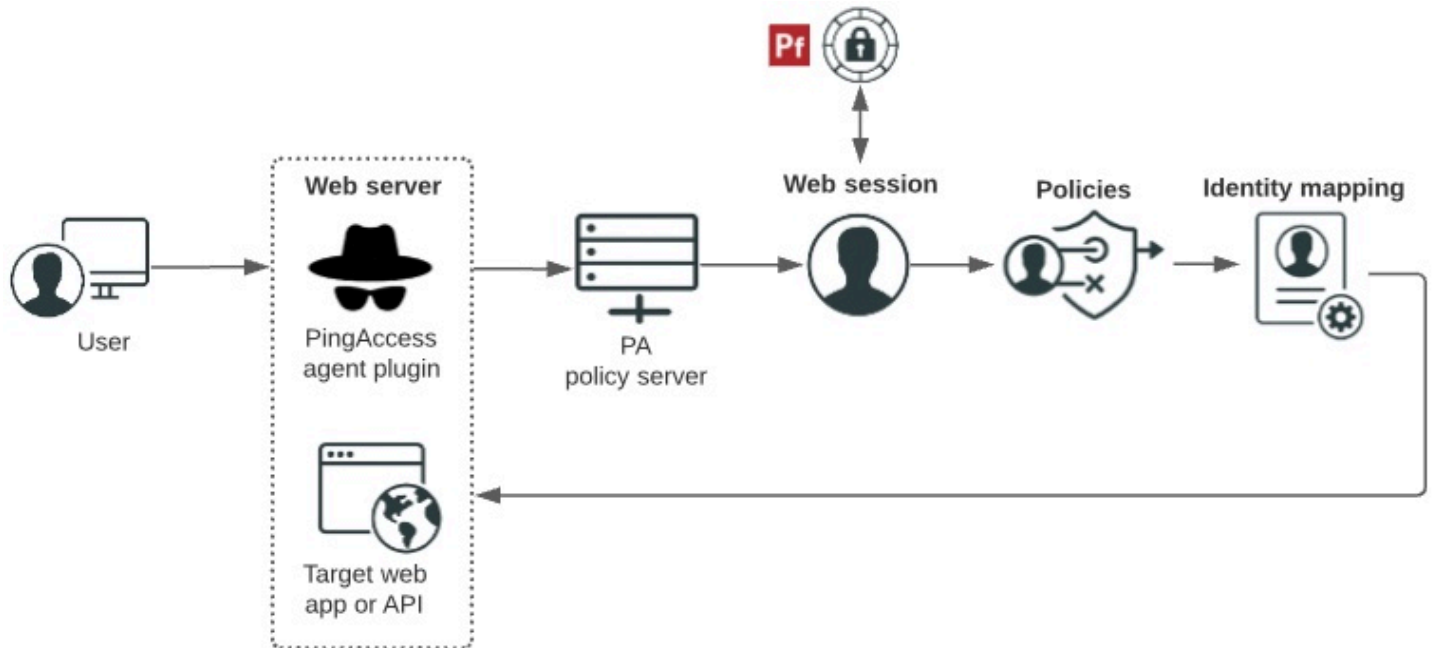 Pf
Web server
Web session
Policies
Identity mapping
User
PingAccess
agent plugin
PA
policy server
Target web
app or API